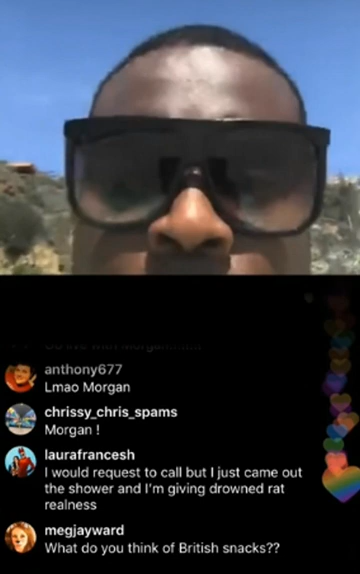 anthony677
Lmao Morgan
chrissy_chris_spams
Morgan !
laurafrancesh
I would request to call but I just came out
the shower and I'm giving drowned rat
realness
megjayward
What do you think of British snacks??